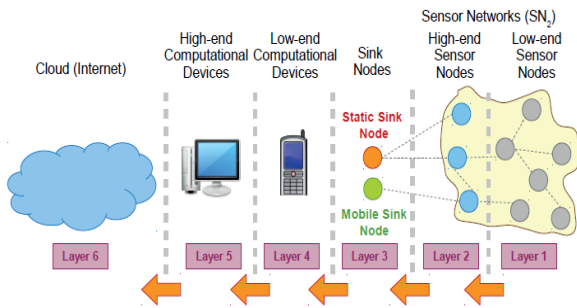 Sensor Networks (SN2)
High-end
Computational
Devices
Low-end
Computational
Devices
Sink
Nodes
High-end
Sensor
Nodes
Low-end
Sensor
Nodes
Cloud (Internet)
Static Sink
Node
Mobile Sink
Node
Layer 6
Layer 5
Layer 4
Layer 3
Layer 2
Layer 1